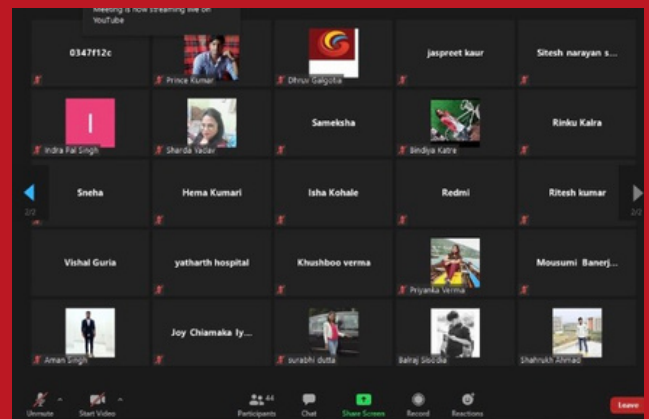 Meeting is now streaming live on
YouTube
0347f12c
Prince Kumar
Dhruv Galgotia
jaspreet kaur
Sitesh narayan s...
I
Indra Pal Singh
Sharda Yadav
Sameksha
Bindiya Katre
Rinku Kalra
Sneha
Hema Kumari
Isha Kohale
Redmi
Ritesh kumar
2/2
2/2
Vishal Guria
yatharth hospital
Khushboo verma
Priyanka Verma
Mousumi Banerj...
Aman Singh
Joy Chiamaka Iy...
surabhi dutta
Balraj Sisodia
Shahrukh Ahmad
Unmute
Start Video
44
Participants
Chat
Share Screen
Record
Reactions
Leave